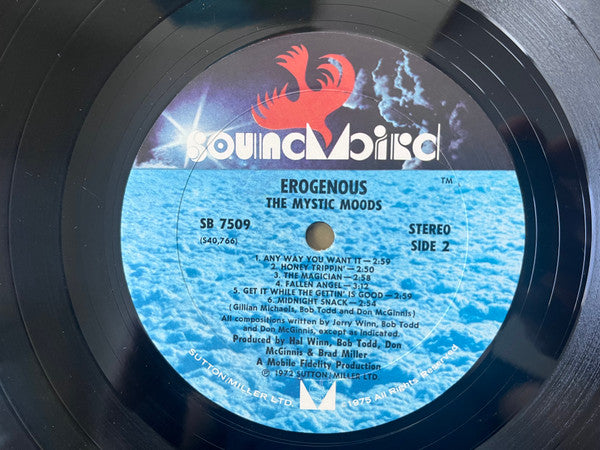 soundbird
TM
EROGENOUS
THE MYSTIC MOODS
SB 7509
(S40,766)
STEREO
SIDE 2
1. ANY WAY YOU WANT IT — 2:59
2. HONEY TRIPPIN' — 2:50
3. THE MAGICIAN — 2:58
4. FALLEN ANGEL — 3:12
5. GET IT WHILE THE GETTIN' IS GOOD — 2:59
6. MIDNIGHT SNACK — 2:54
(Gillian Michaels, Bob Todd and Don McGinnis)
All compositions written by Jerry Winn, Bob Todd
and Don McGinnis, except as indicated.
Produced by Hal Winn, Bob Todd, Don
McGinnis & Brad Miller
A Mobile Fidelity Production
℗ 1972 SUTTON/MILLER LTD.
SUTTON/MILLER LTD.
©1975 All Rights Reserved